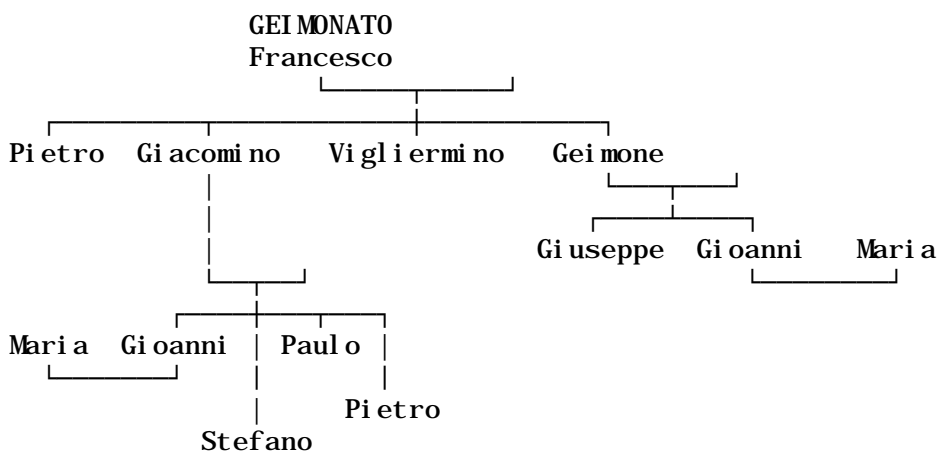 GEIMONATO
Francesco
Pietro Giacomino Vigliermino Geimone
Giuseppe Gioanni Maria
Maria Gioanni Paulo
Pietro
Stefano